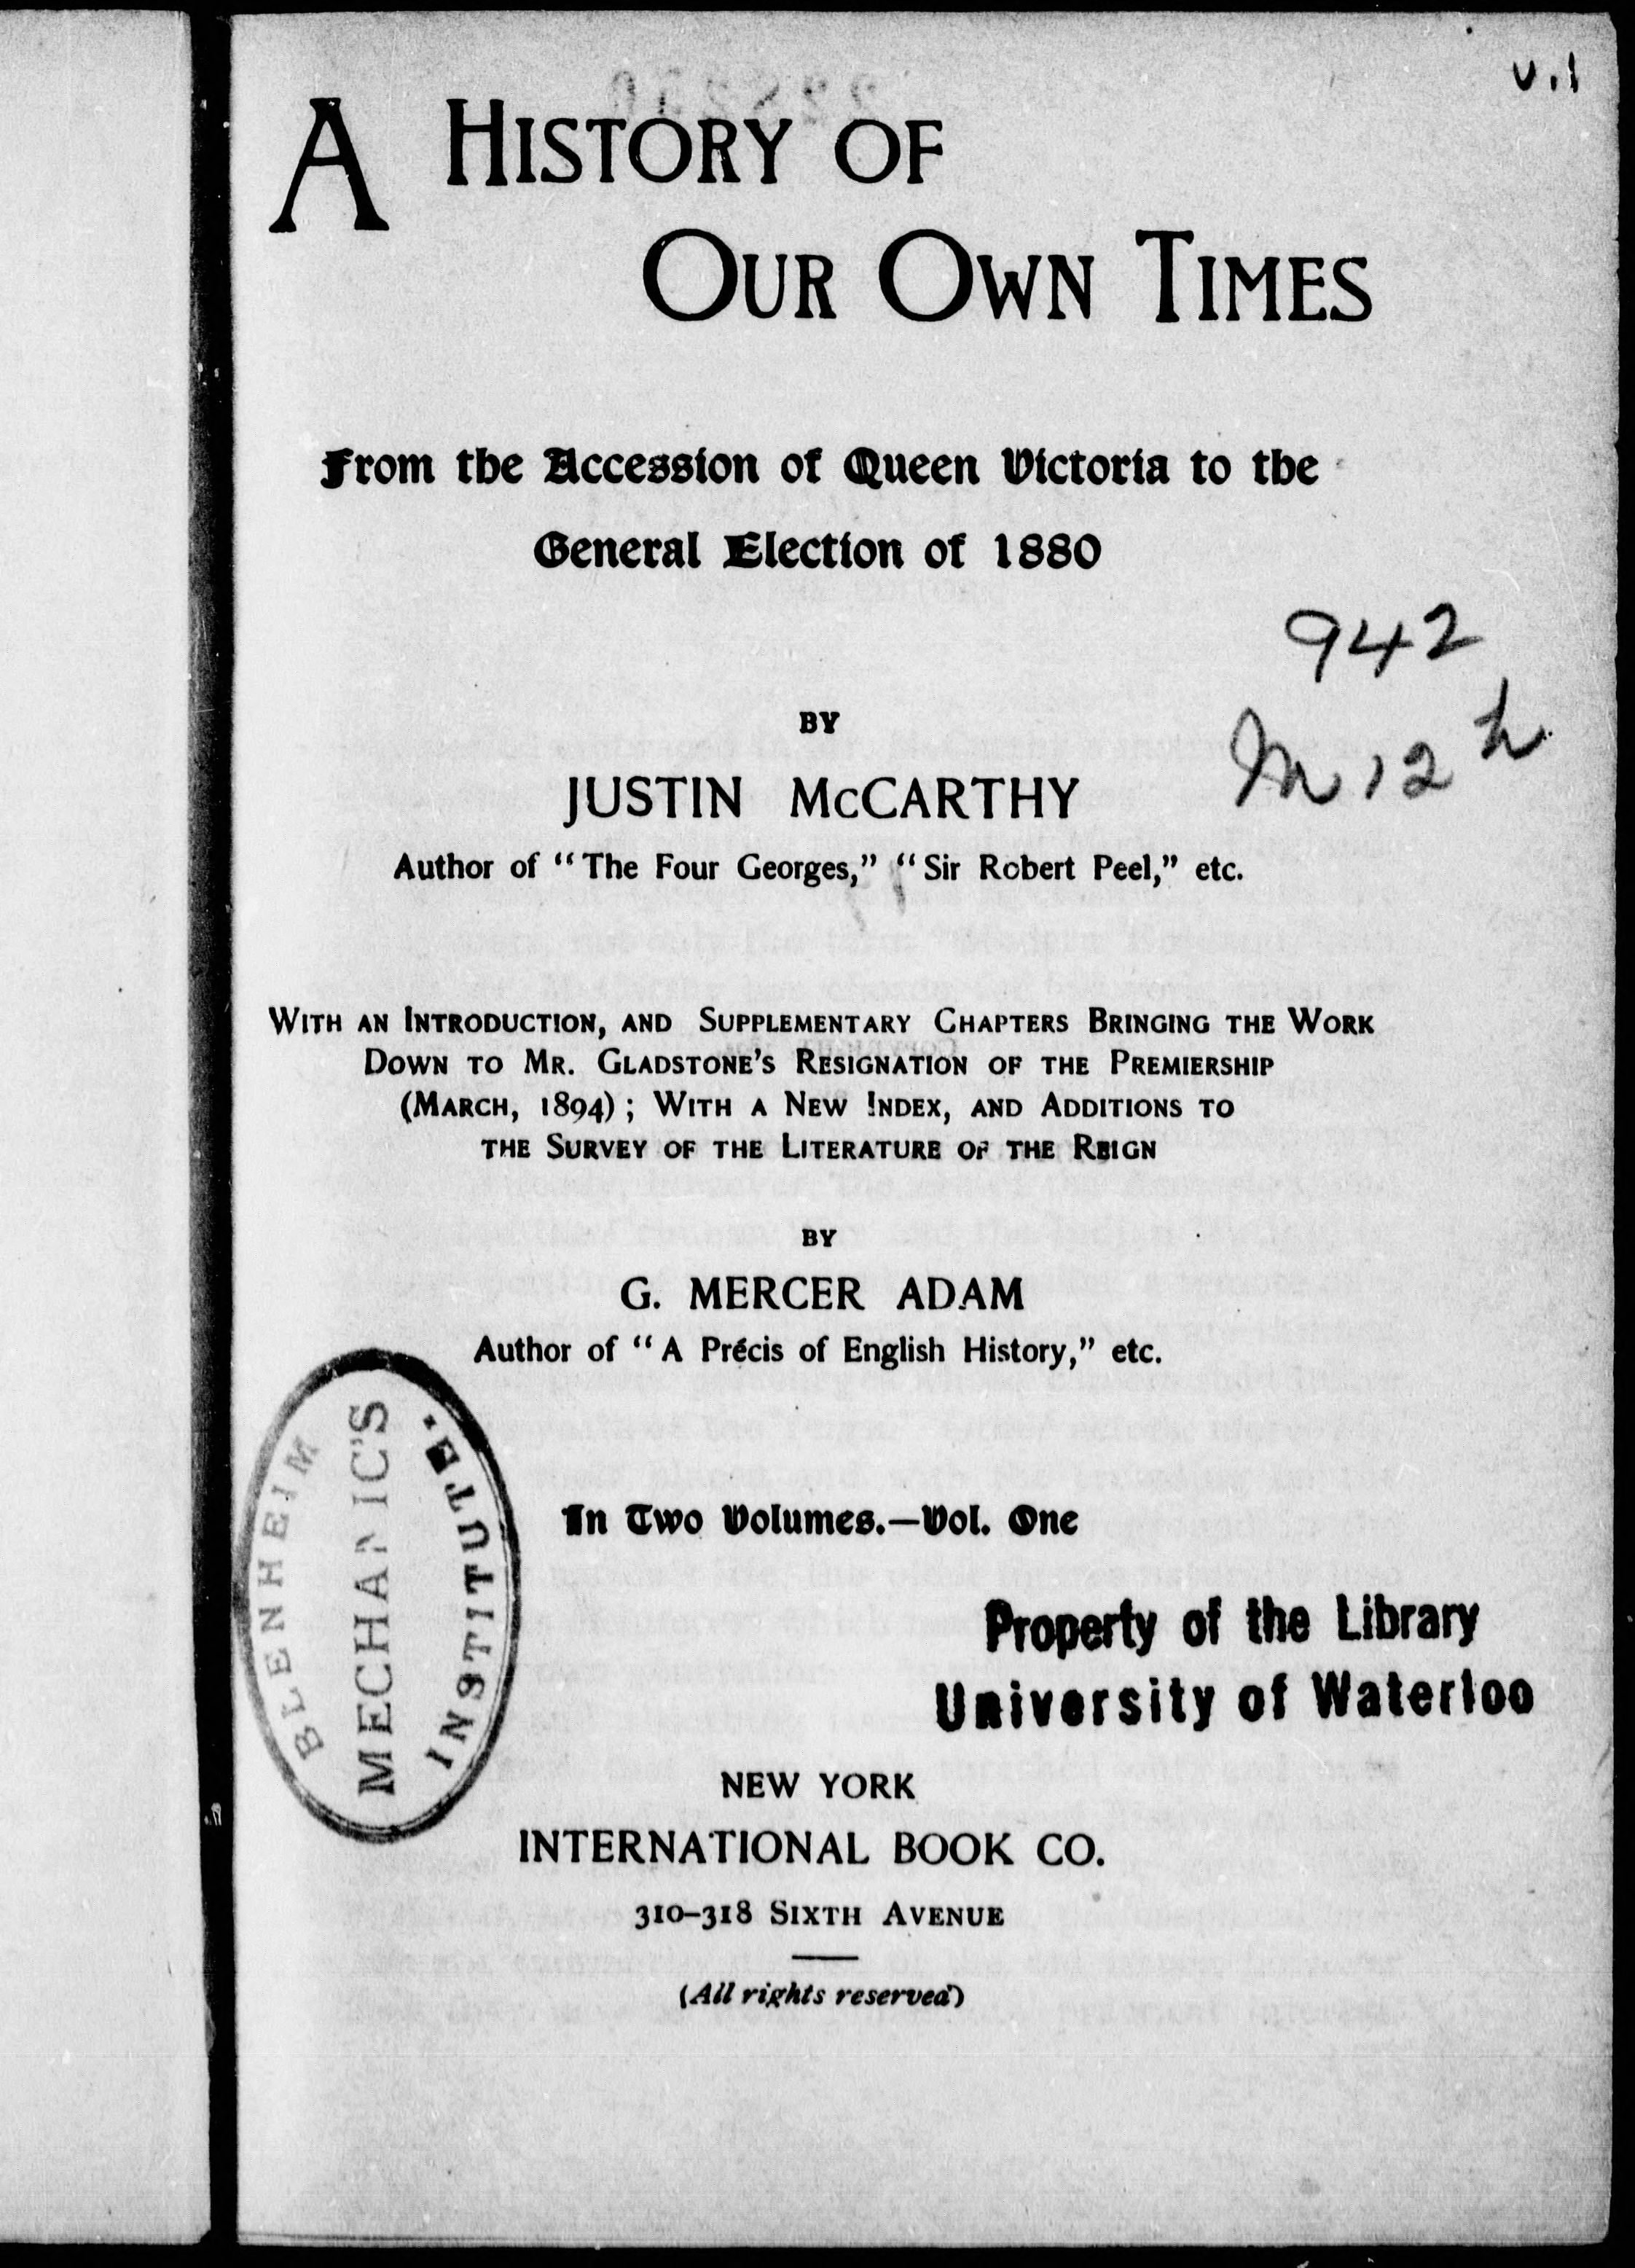 v.1
A HISTORY OF
OUR OWN TIMES
From the Accession of Queen Victoria to the
General Election of 1880
942
M12h
BY
JUSTIN McCARTHY
Author of "The Four Georges," "Sir Robert Peel," etc.
WITH AN INTRODUCTION, AND SUPPLEMENTARY CHAPTERS BRINGING THE WORK
DOWN TO MR. GLADSTONE'S RESIGNATION OF THE PREMIERSHIP
(MARCH, 1894); WITH A NEW INDEX, AND ADDITIONS TO
THE SURVEY OF THE LITERATURE OF THE REIGN
BY
G. MERCER ADAM
Author of "A Précis of English History," etc.
BLENHEIM
MECHANIC'S
INSTITUTE.
In Two Volumes.—Vol. One
Property of the Library
University of Waterloo
NEW YORK
INTERNATIONAL BOOK CO.
310–318 SIXTH AVENUE
(All rights reserved)